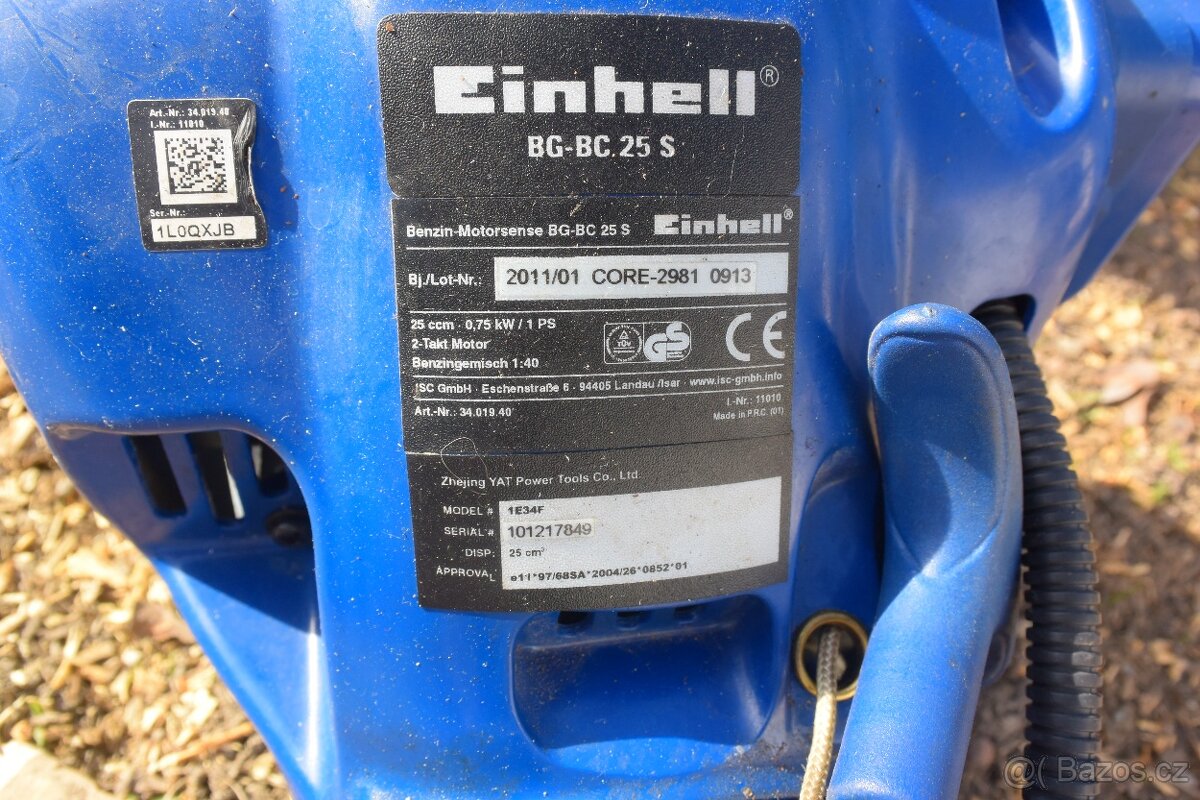 Art.-Nr.: 34.019.40
I.-Nr.: 11010
Ser.-Nr.:
1L0QXJB
Einhell®
BG-BC 25 S
Benzin-Motorsense BG-BC 25 S Einhell®
Bj./Lot-Nr.: 2011/01 CORE-2981 0913
25 ccm · 0,75 kW / 1 PS
2-Takt Motor
Benzingemisch 1:40
TÜV GS CE
ISC GmbH · Eschenstraße 6 · 94405 Landau /Isar · www.isc-gmbh.info
Art.-Nr.: 34.019.40 I.-Nr.: 11010
Made in P.R.C. (01)
Zhejing YAT Power Tools Co., Ltd.
MODEL # 1E34F
SERIAL # 101217849
DISP: 25 cm³
APPROVAL e11*97/68SA*2004/26*0852*01
Bazos.cz